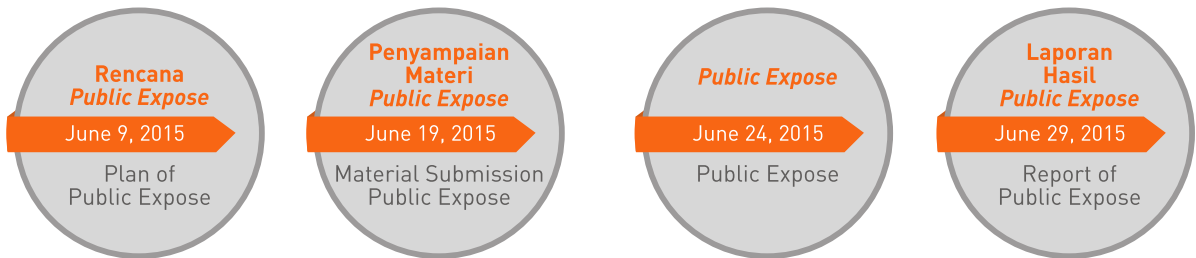 Rencana
Public Expose
June 9, 2015
Plan of
Public Expose
Penyampaian
Materi
Public Expose
June 19, 2015
Material Submission
Public Expose
Public Expose
June 24, 2015
Public Expose
Laporan
Hasil
Public Expose
June 29, 2015
Report of
Public Expose